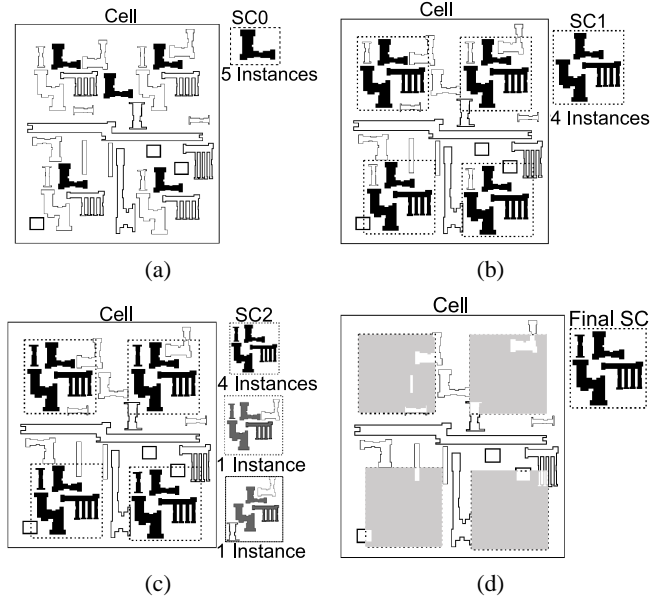 Cell SC0
5 Instances
(a)
Cell SC1
4 Instances
(b)
Cell SC2
4 Instances
1 Instance
1 Instance
(c)
Cell Final SC
(d)